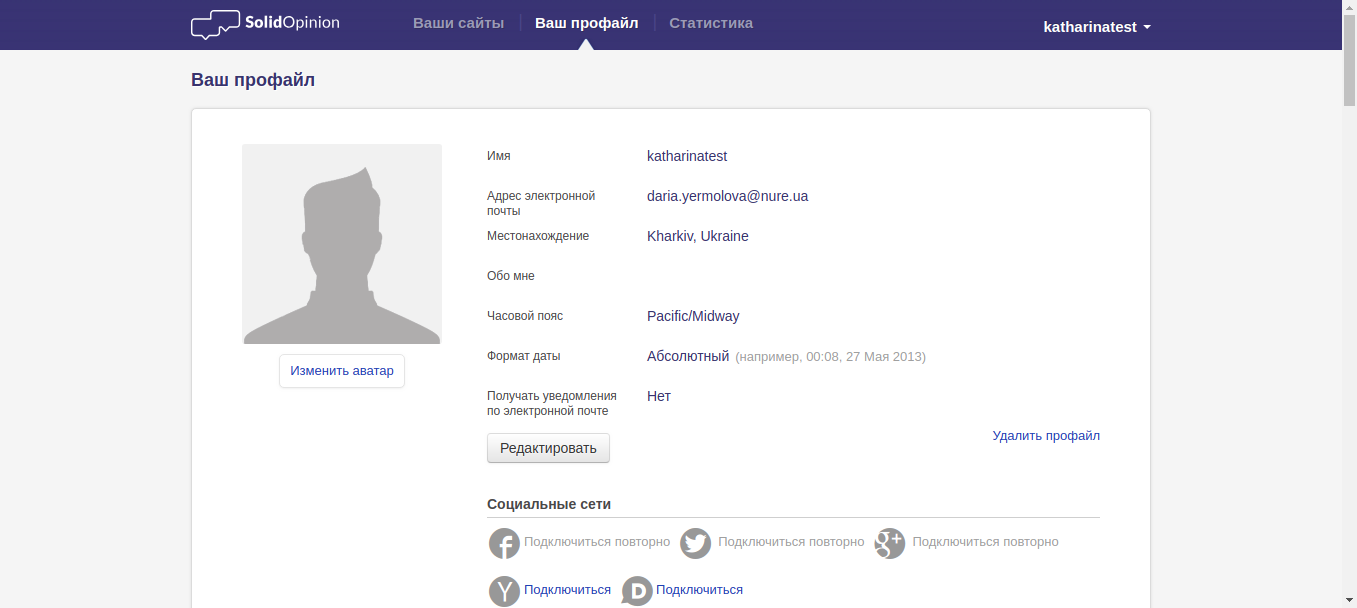 SolidOpinion
Ваши сайты
Ваш профайл
Статистика
katharinatest
Ваш профайл
Имя
katharinatest
Адрес электронной
почты
daria.yermolova@nure.ua
Местонахождение
Kharkiv, Ukraine
Обо мне
Часовой пояс
Pacific/Midway
Формат даты
Абсолютный (например, 00:08, 27 Мая 2013)
Получать уведомления
по электронной почте
Нет
Изменить аватар
Редактировать
Удалить профайл
Социальные сети
f Подключиться повторно
Подключиться повторно
g+ Подключиться повторно
Y Подключиться
D Подключиться